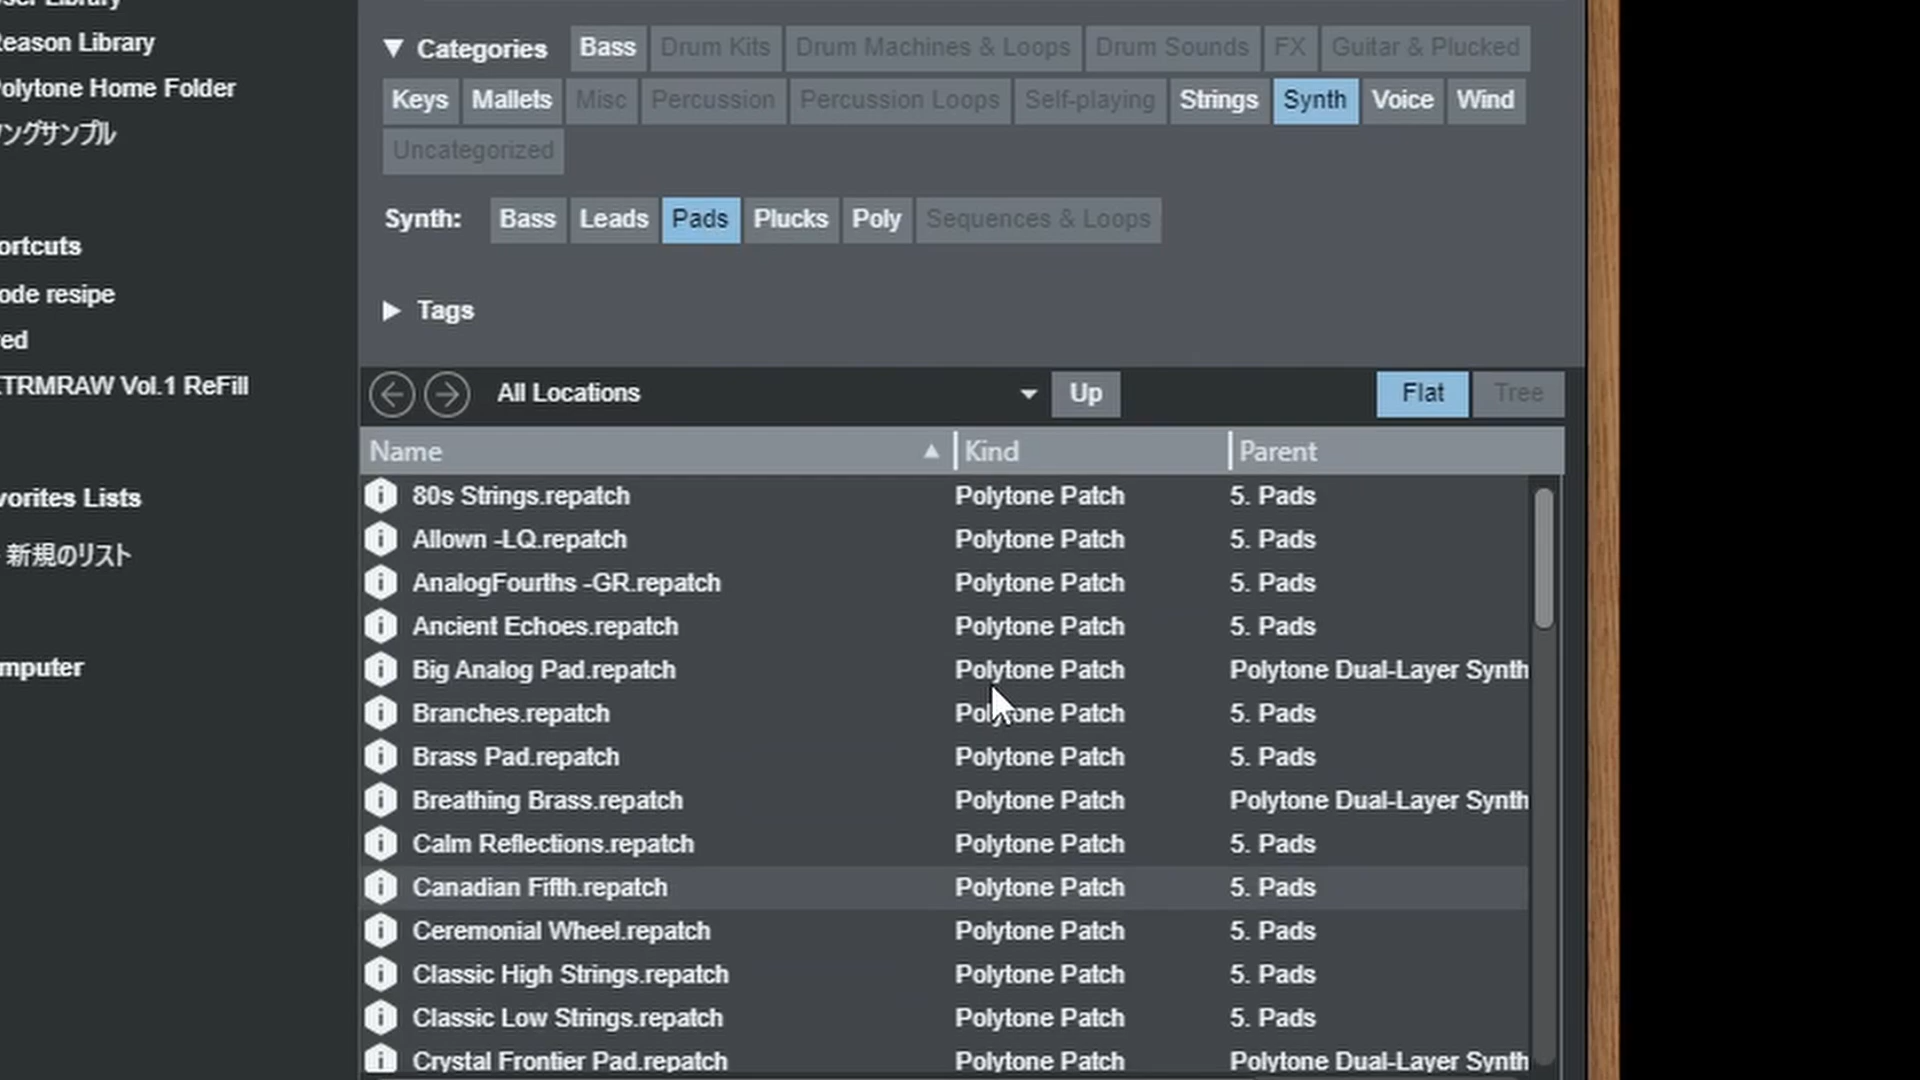 Reason Library
Polytone Home Folder
ングサンプル
ortcuts
ode resipe
ed
TRMRAW Vol.1 ReFill
vorites Lists
新規のリスト
mputer
▼ Categories Bass Drum Kits Drum Machines & Loops Drum Sounds FX Guitar & Plucked
Keys Mallets Misc Percussion Percussion Loops Self-playing Strings Synth Voice Wind
Uncategorized
Synth: Bass Leads Pads Plucks Poly Sequences & Loops
▶ Tags
All Locations Up Flat Tree
Name Kind Parent
80s Strings.repatch Polytone Patch 5. Pads
Allown -LQ.repatch Polytone Patch 5. Pads
AnalogFourths -GR.repatch Polytone Patch 5. Pads
Ancient Echoes.repatch Polytone Patch 5. Pads
Big Analog Pad.repatch Polytone Patch Polytone Dual-Layer Synth
Branches.repatch Polytone Patch 5. Pads
Brass Pad.repatch Polytone Patch 5. Pads
Breathing Brass.repatch Polytone Patch Polytone Dual-Layer Synth
Calm Reflections.repatch Polytone Patch 5. Pads
Canadian Fifth.repatch Polytone Patch 5. Pads
Ceremonial Wheel.repatch Polytone Patch 5. Pads
Classic High Strings.repatch Polytone Patch 5. Pads
Classic Low Strings.repatch Polytone Patch 5. Pads
Crystal Frontier Pad.repatch Polytone Patch Polytone Dual-Layer Synth